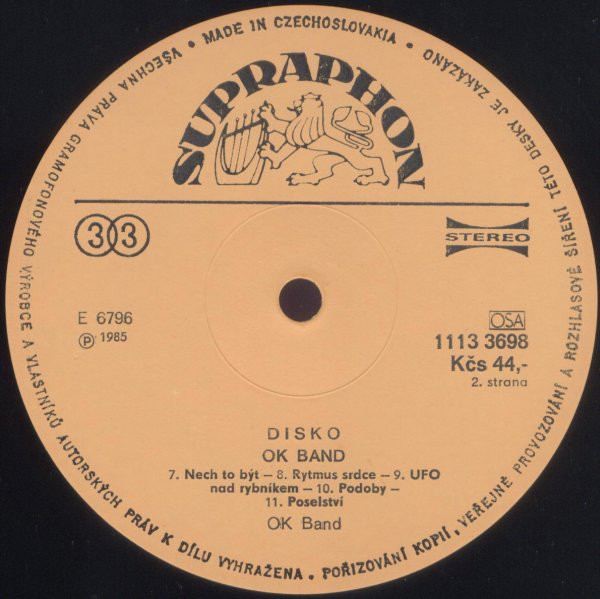 MADE IN CZECHOSLOVAKIA • VŠECHNA PRÁVA GRAMOFONOVÉHO VÝROBCE A VLASTNÍKŮ AUTORSKÝCH PRÁV K DÍLU VYHRAŽENA. POŘIZOVÁNÍ KOPIÍ, VEŘEJNÉ PROVOZOVÁNÍ A ROZHLASOVÉ ŠÍŘENÍ TÉTO DESKY JE ZAKÁZÁNO •
SUPRAPHON
33
STEREO
E 6796
OSA
Ⓟ 1985
1113 3698
Kčs 44,-
2. strana
DISKO
OK BAND
7. Nech to být – 8. Rytmus srdce – 9. UFO
nad rybníkem – 10. Podoby –
11. Poselství
OK Band